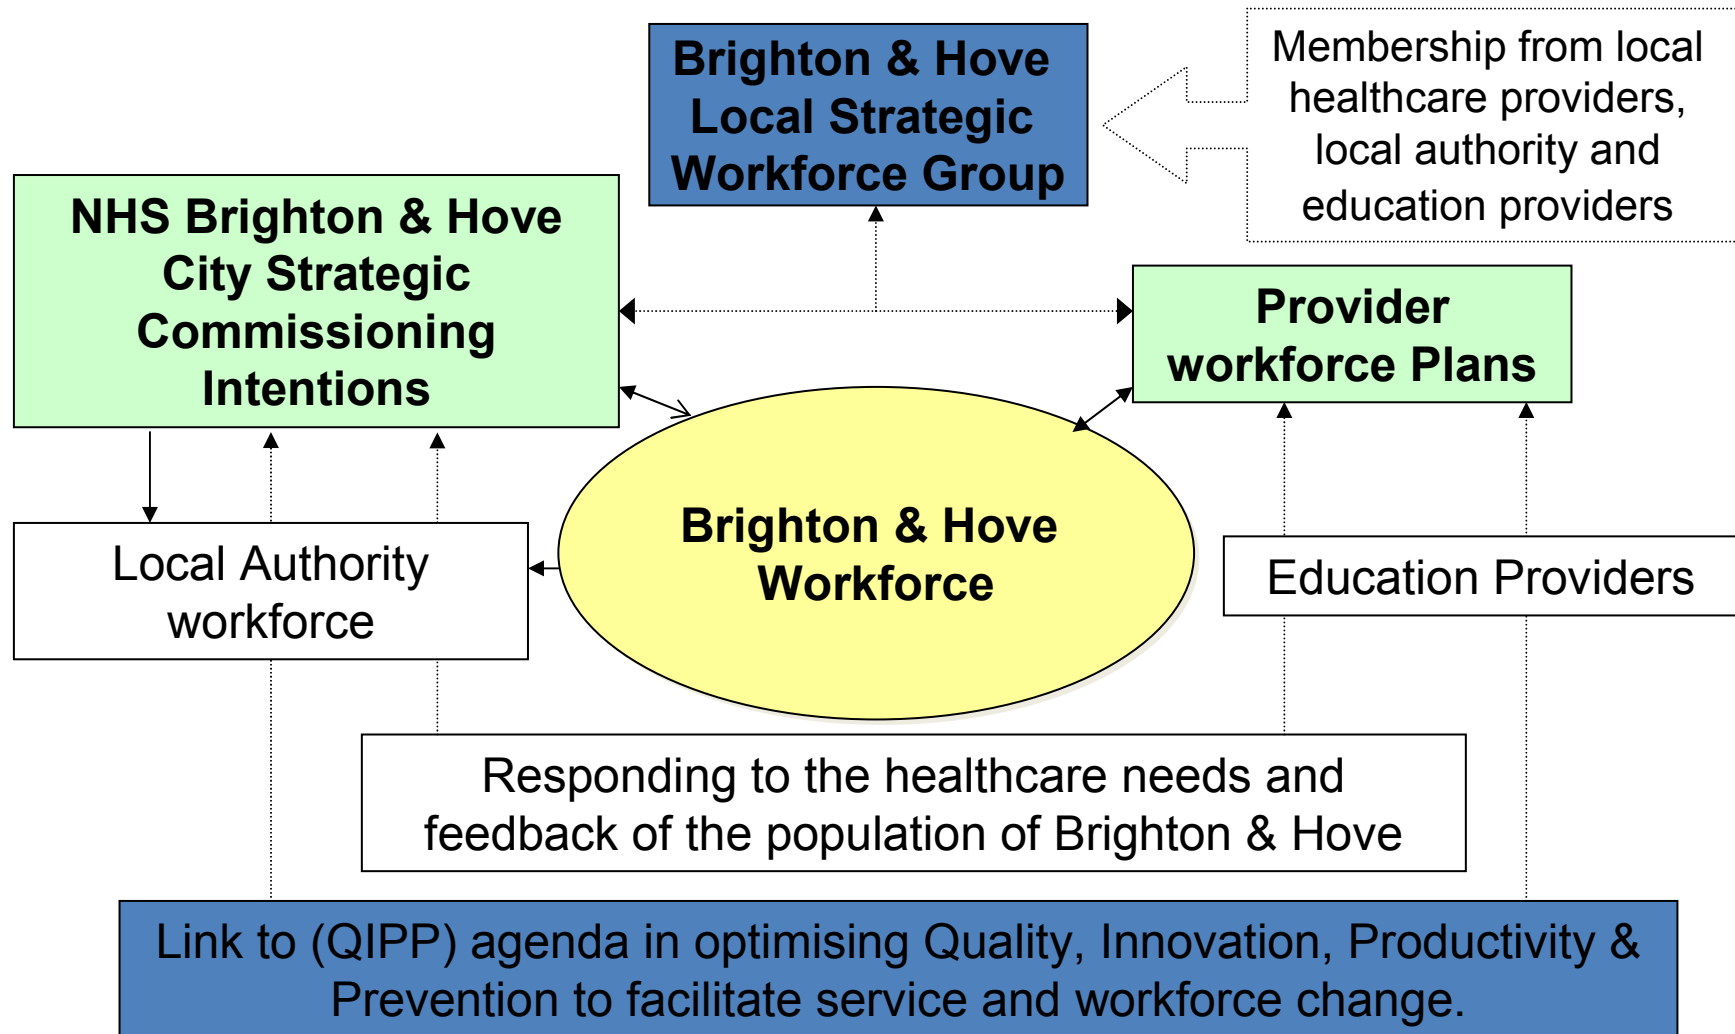 Brighton & Hove
Local Strategic
Workforce Group
Membership from local
healthcare providers,
local authority and
education providers
NHS Brighton & Hove
City Strategic
Commissioning
Intentions
Provider
workforce Plans
Brighton & Hove
Workforce
Local Authority
workforce
Education Providers
Responding to the healthcare needs and
feedback of the population of Brighton & Hove
Link to (QIPP) agenda in optimising Quality, Innovation, Productivity &
Prevention to facilitate service and workforce change.